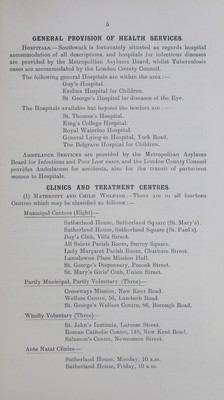 5
GENERAL PROVISION OF HEALTH SERVICES.
HOSPITALS.—Southwark is fortunately situated as regards hospital
accommodation of all descriptions, and hospitals for infectious diseases
are provided by the Metropolitan Asylums Board, whilst Tuberculosis
cases are accommodated by the London County Council.
The following general Hospitals are within the area :—
Guy's Hospital.
Evelina Hospital for Children.
St. George's Hospital for diseases of the Eye.
The Hospitals available but beyond the borders are —
St. Thomas's Hospital.
King's College Hospital.
Royal Waterloo Hospital.
General Lying-in Hospital, York Road.
The Belgrave Hospital for Children.
AMBULANCE SERVICES are provided by the Metropolitan Asylums
Board for Infectious and Poor Law cases, and the London County Council
provides Ambulances for accidents, also for the transit of parturient
women to Hospitals.
CLINICS AND TREATMENT CENTRES.
(1) MATERNITY AND CHILD WELFARE.—There are in all fourteen
Centres which may be classified as follows :—
Municipal Centres (Eight)—
Sutherland House, Sutherland Square (St. Mary's).
Sutherland House, Sutherland Square (St. Paul's).
Day's Club, Villa Street.
All Saints Parish Room, Surrey Square.
Lady Margaret Parish Room, Chatham Street.
Lansdowne Place Mission Hall.
St. George's Dispensary, Pocock Street.
St. Mary's Girls' Club, Union Street.
Partly Municipal, Partly Voluntary (Three)—
Crossways Mission, New Kent Road.
Welfare Centre, 56, Lambeth Road.
St. George's Welfare Centre, 86, Borough Road.
Wholly Voluntary (Three)—
St. John's Institute, Larcom Street.
Roman Catholic Centre, 149, New Kent Road.
Salmon's Centre, Newcomen Street.
Ante Natal Clinics—
Sutherland House, Monday, 10 a.m.
Sutherland House, Friday, 10 a.m.